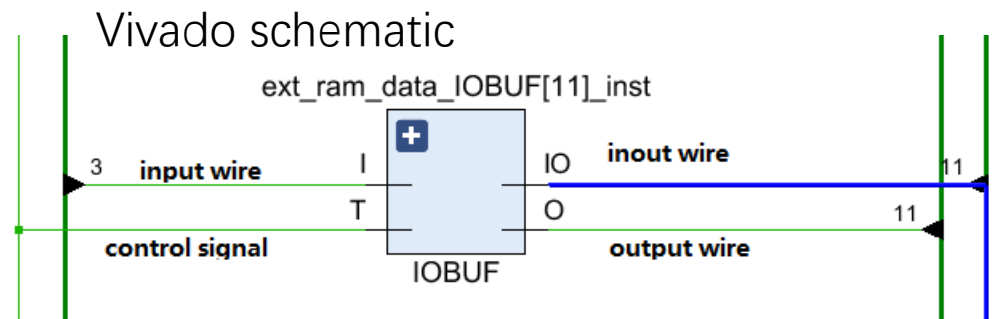 Vivado schematic
ext_ram_data_IOBUF[11]_inst
3 input wire I IO inout wire 11
T O 11
control signal output wire
IOBUF